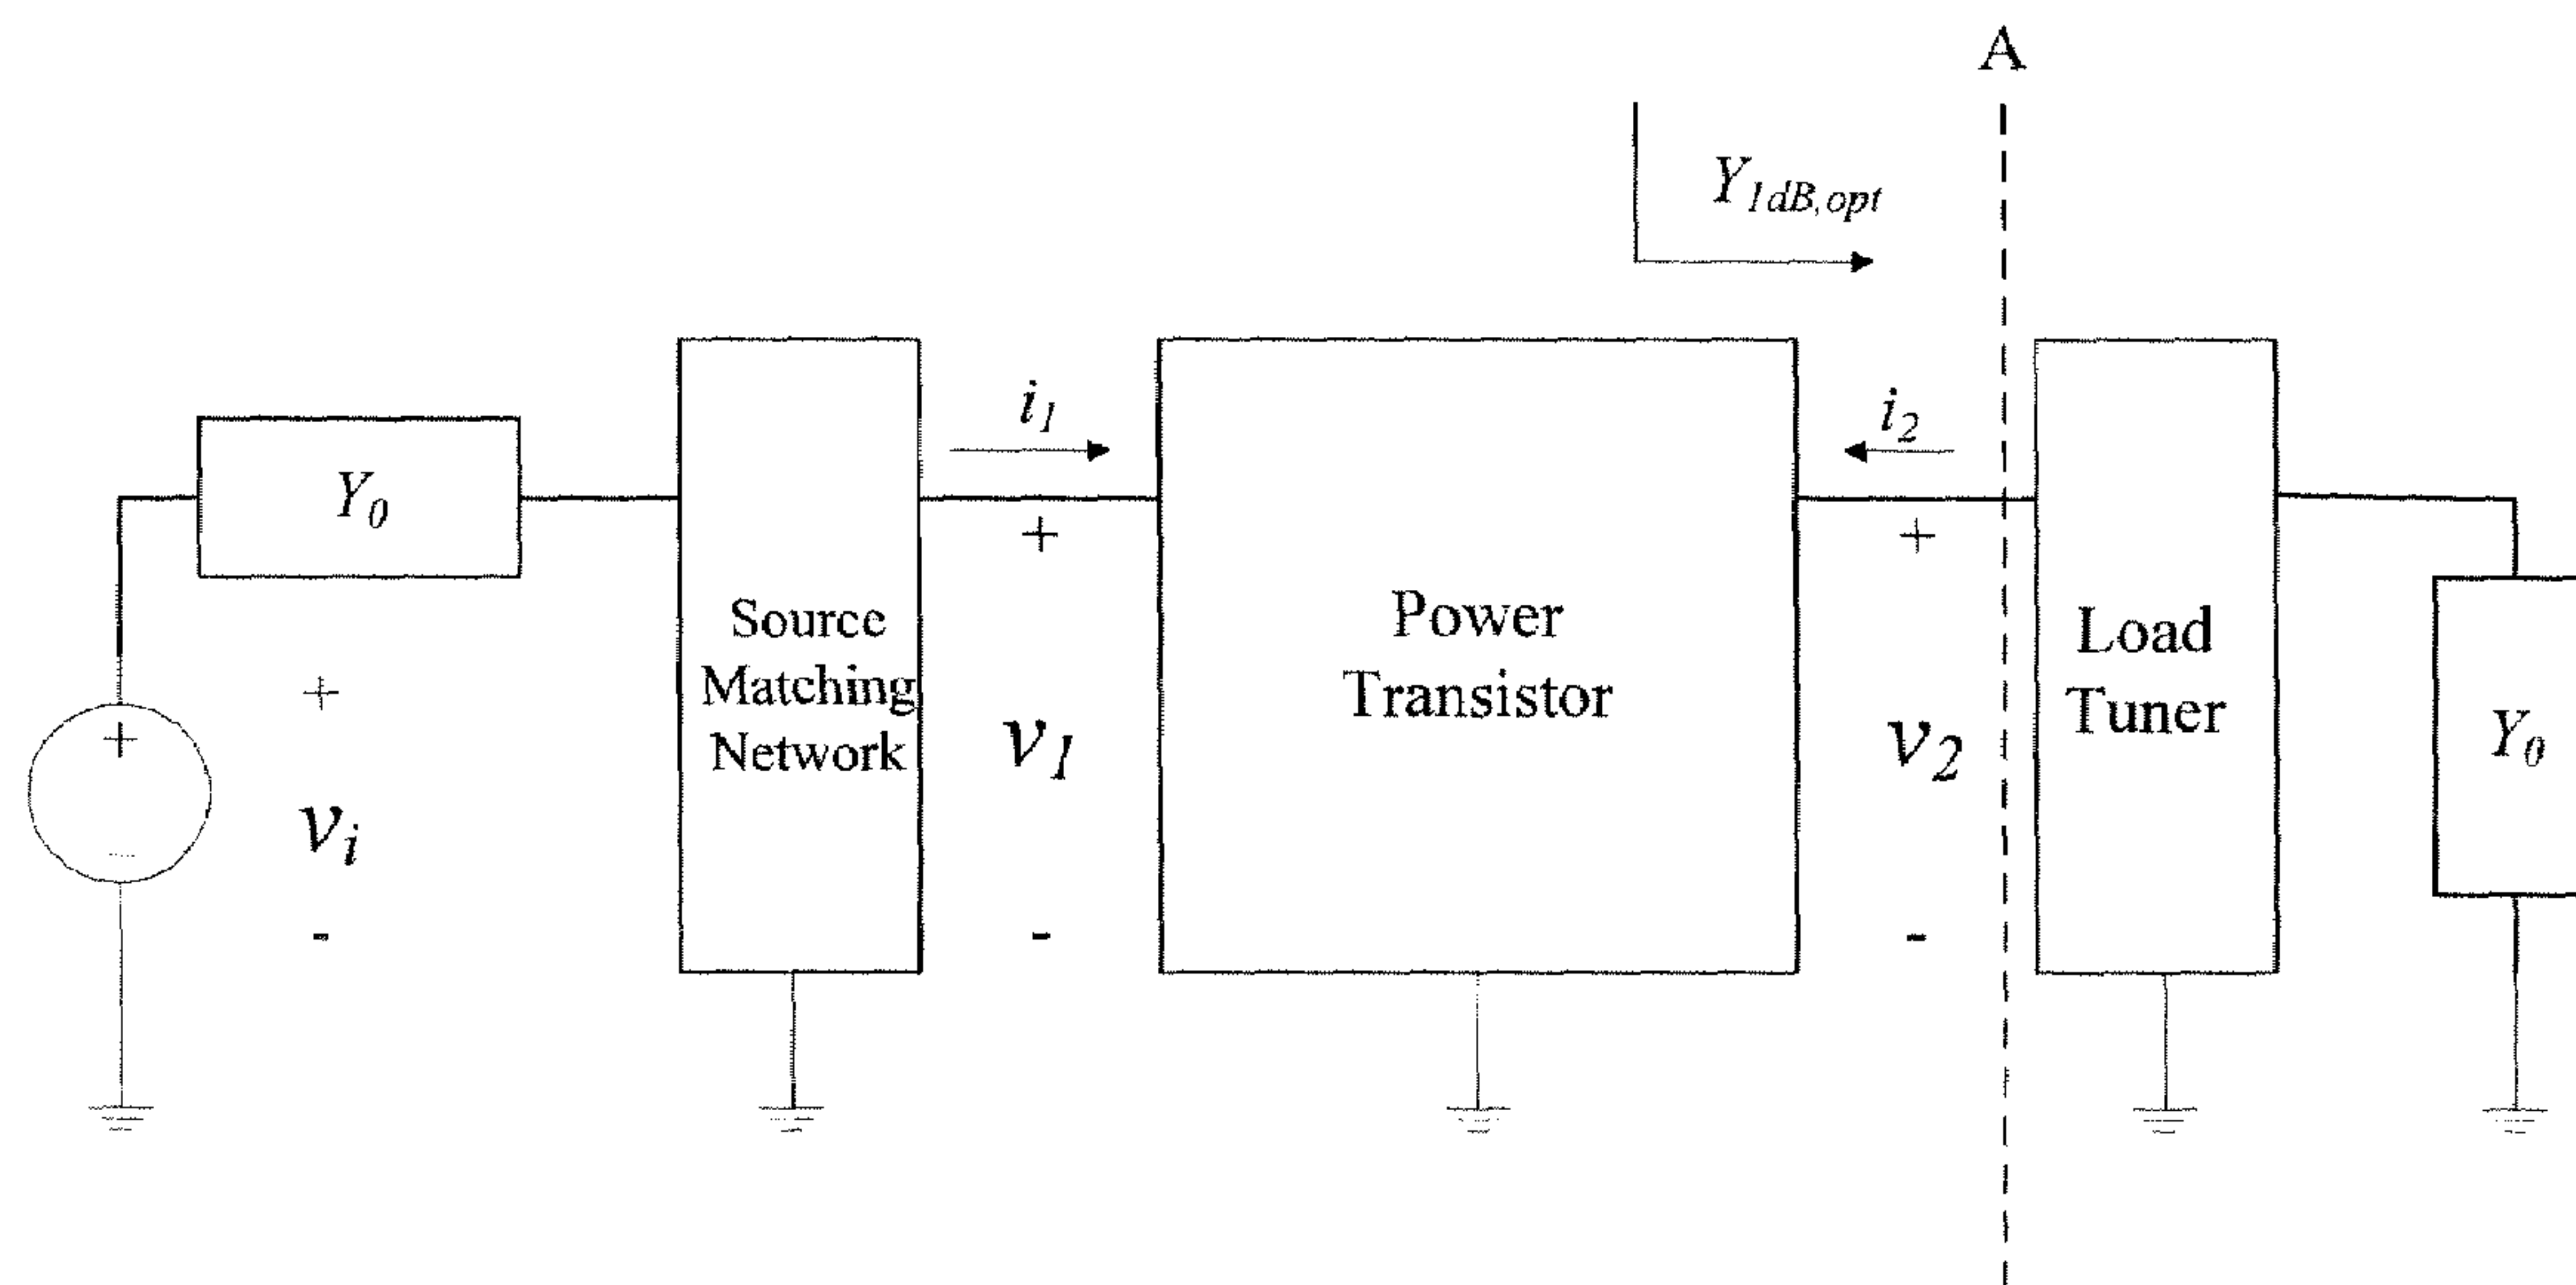 A
Y1dB,opt
i1
i2
Y0
+
+
Source
Matching
Network
Power
Transistor
Load
Tuner
+
+
vi
v1
v2
Y0
-
-
-
-